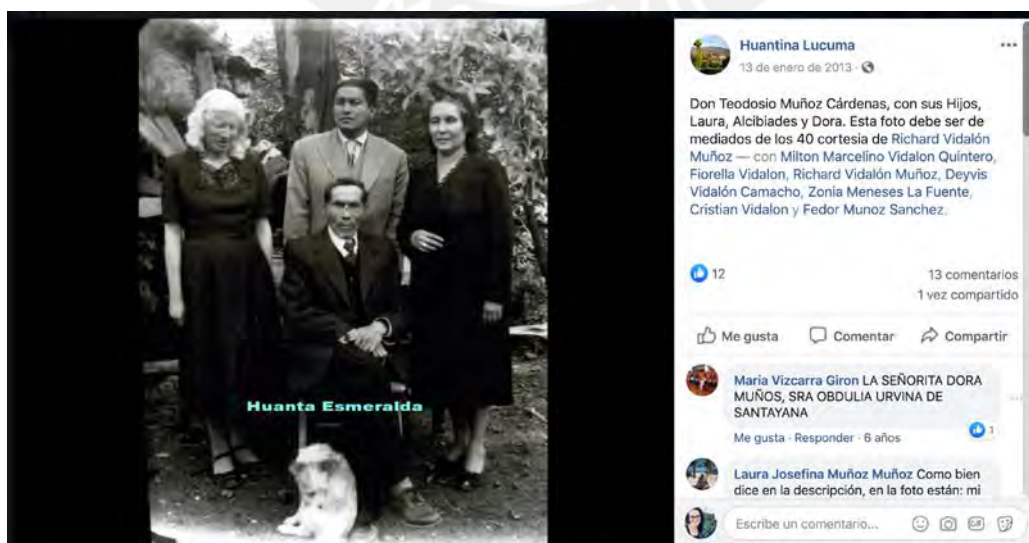 Huanta Esmeralda
Huantina Lucuma
13 de enero de 2013
Don Teodosio Muñoz Cárdenas, con sus Hijos,
Laura, Alcibiades y Dora. Esta foto debe ser de
mediados de los 40 cortesia de Richard Vidalón
Muñoz — con Milton Marcelino Vidalon Quintero,
Fiorella Vidalon, Richard Vidalón Muñoz, Deyvis
Vidalón Camacho, Zonia Meneses La Fuente,
Cristian Vidalon y Fedor Munoz Sanchez.
12
13 comentarios
1 vez compartido
Me gusta Comentar Compartir
Maria Vizcarra Giron LA SEÑORITA DORA
MUÑOS, SRA OBDULIA URVINA DE
SANTAYANA
Me gusta · Responder · 6 años
1
Laura Josefina Muñoz Muñoz Como bien
dice en la descripción, en la foto están: mi
Escribe un comentario...
GIF